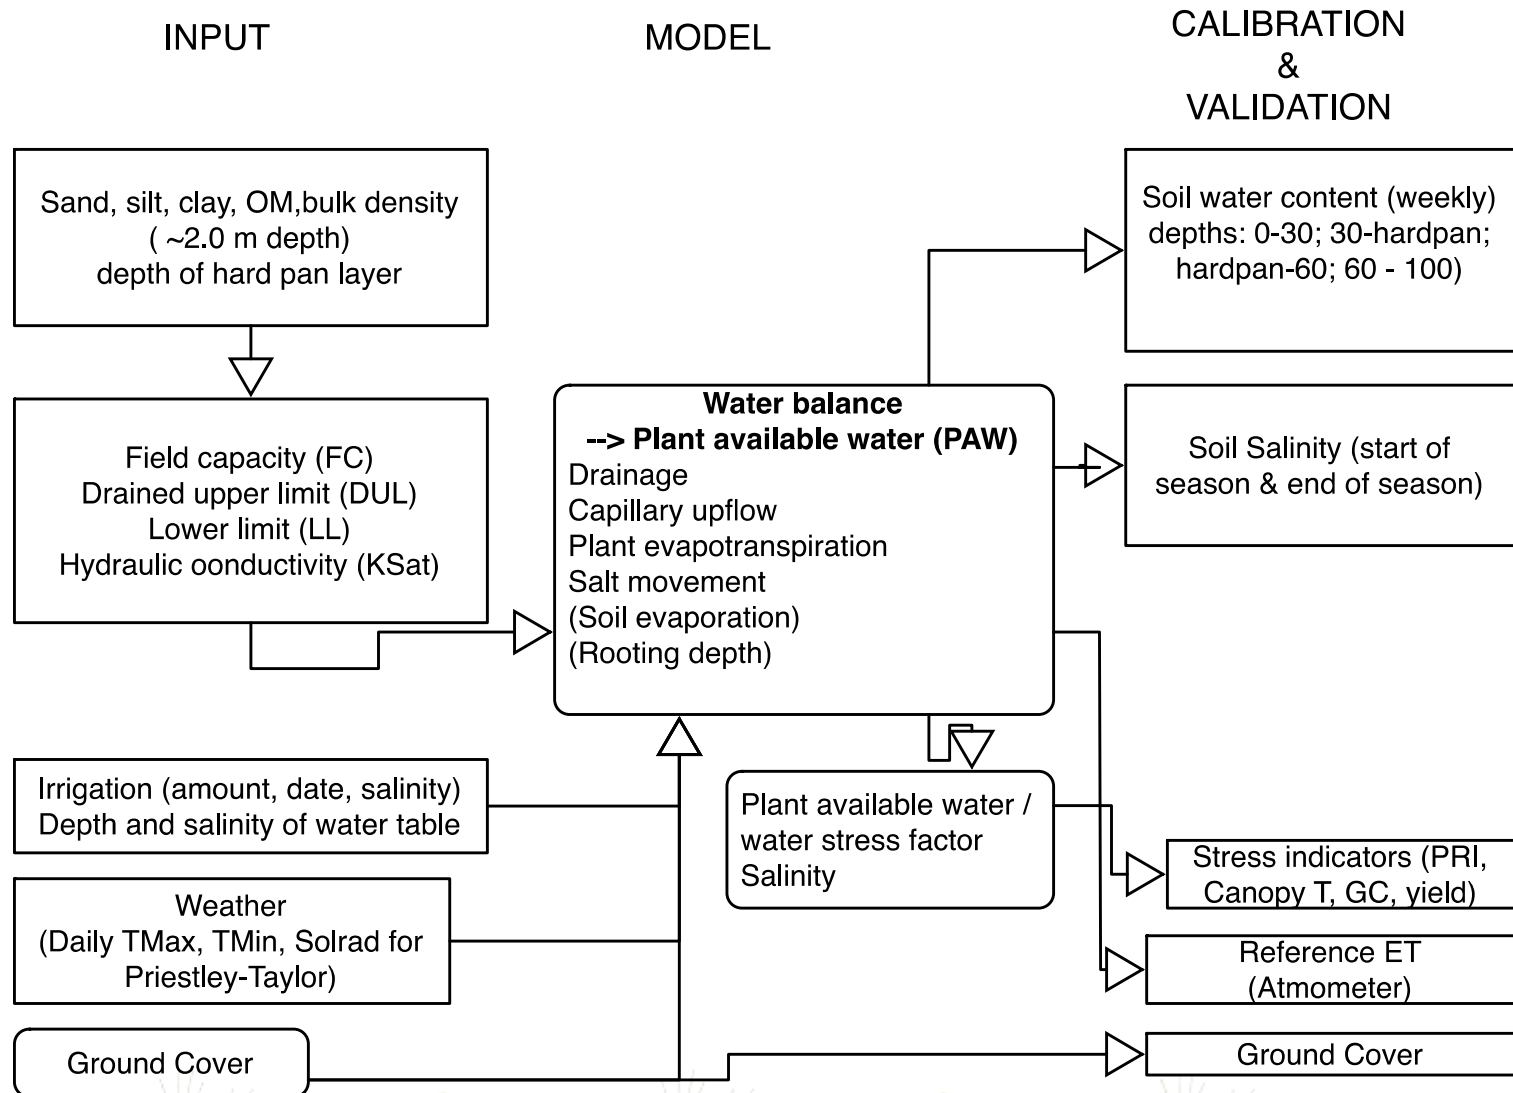 INPUT
MODEL
CALIBRATION
&
VALIDATION
Sand, silt, clay, OM,bulk density
( ~2.0 m depth)
depth of hard pan layer
Field capacity (FC)
Drained upper limit (DUL)
Lower limit (LL)
Hydraulic oonductivity (KSat)
Irrigation (amount, date, salinity)
Depth and salinity of water table
Weather
(Daily TMax, TMin, Solrad for
Priestley-Taylor)
Ground Cover
Water balance
--> Plant available water (PAW)
Drainage
Capillary upflow
Plant evapotranspiration
Salt movement
(Soil evaporation)
(Rooting depth)
Plant available water /
water stress factor
Salinity
Soil water content (weekly)
depths: 0-30; 30-hardpan;
hardpan-60; 60 - 100)
Soil Salinity (start of
season & end of season)
Stress indicators (PRI,
Canopy T, GC, yield)
Reference ET
(Atmometer)
Ground Cover